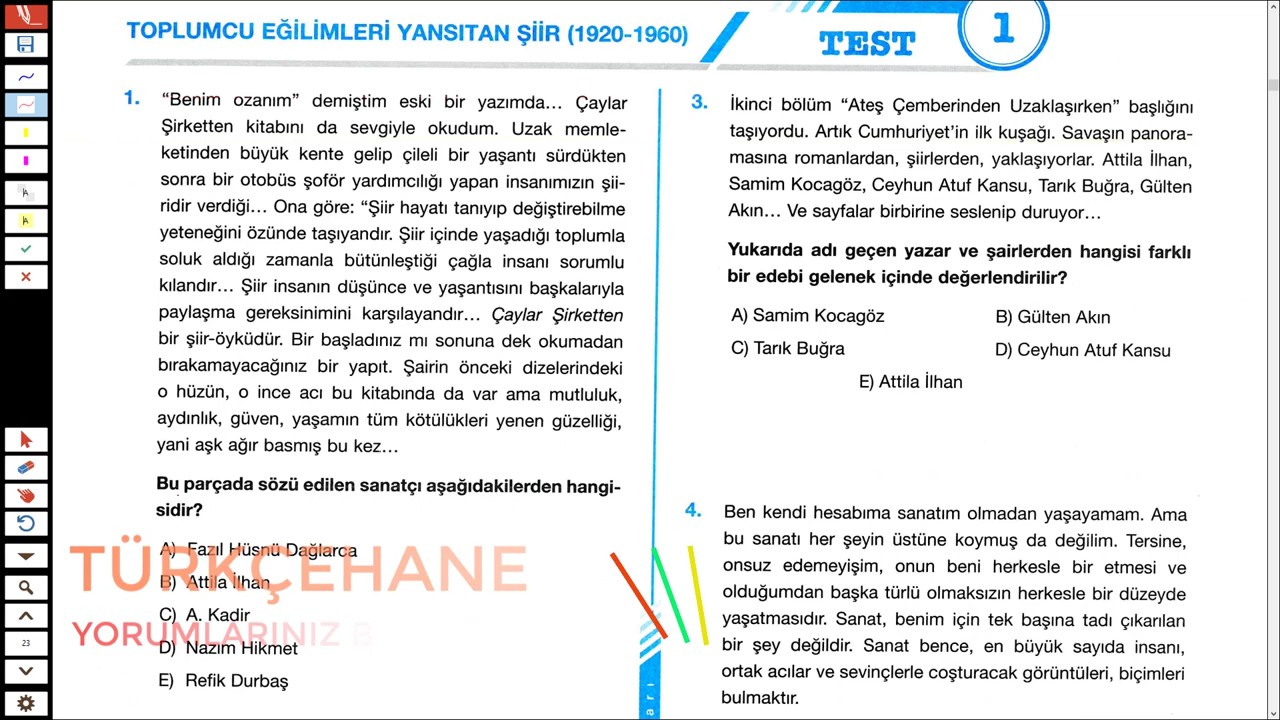 TOPLUMCU EĞİLİMLERİ YANSITAN ŞİİR (1920-1960)
TEST
1
1.
“Benim ozanım” demiştim eski bir yazımda... Çaylar
Şirketten kitabını da sevgiyle okudum. Uzak memle-
ketinden büyük kente gelip çileli bir yaşantı sürdükten
sonra bir otobüs şoför yardımcılığı yapan insanımızın şii-
ridir verdiği... Ona göre: “Şiir hayatı tanıyıp değiştirebilme
yeteneğini özünde taşıyandır. Şiir içinde yaşadığı toplumla
soluk aldığı zamanla bütünleştiği çağla insanı sorumlu
kılandır... Şiir insanın düşünce ve yaşantısını başkalarıyla
paylaşma gereksinimini karşılayandır... Çaylar Şirketten
bir şiir-öyküdür. Bir başladınız mı sonuna dek okumadan
bırakamayacağınız bir yapıt. Şairin önceki dizelerindeki
o hüzün, o ince acı bu kitabında da var ama mutluluk,
aydınlık, güven, yaşamın tüm kötülükleri yenen güzelliği,
yani aşk ağır basmış bu kez...
Bu parçada sözü edilen sanatçı aşağıdakilerden hangi-
sidir?
A) Fazıl Hüsnü Dağlarca
B) Attila İlhan
C) A. Kadir
D) Nazım Hikmet
E) Refik Durbaş
TÜRKÇEHANE
YORUMLARINIZ B
3.
İkinci bölüm “Ateş Çemberinden Uzaklaşırken” başlığını
taşıyordu. Artık Cumhuriyet’in ilk kuşağı. Savaşın panora-
masına romanlardan, şiirlerden, yaklaşıyorlar. Attila İlhan,
Samim Kocagöz, Ceyhun Atuf Kansu, Tarık Buğra, Gülten
Akın... Ve sayfalar birbirine seslenip duruyor...
Yukarıda adı geçen yazar ve şairlerden hangisi farklı
bir edebi gelenek içinde değerlendirilir?
A) Samim Kocagöz
B) Gülten Akın
C) Tarık Buğra
D) Ceyhun Atuf Kansu
E) Attila İlhan
4.
Ben kendi hesabıma sanatım olmadan yaşayamam. Ama
bu sanatı her şeyin üstüne koymuş da değilim. Tersine,
onsuz edemeyişim, onun beni herkesle bir etmesi ve
olduğumdan başka türlü olmaksızın herkesle bir düzeyde
yaşatmasıdır. Sanat, benim için tek başına tadı çıkarılan
bir şey değildir. Sanat bence, en büyük sayıda insanı,
ortak acılar ve sevinçlerle coşturacak görüntüleri, biçimleri
bulmaktır.
arı
23